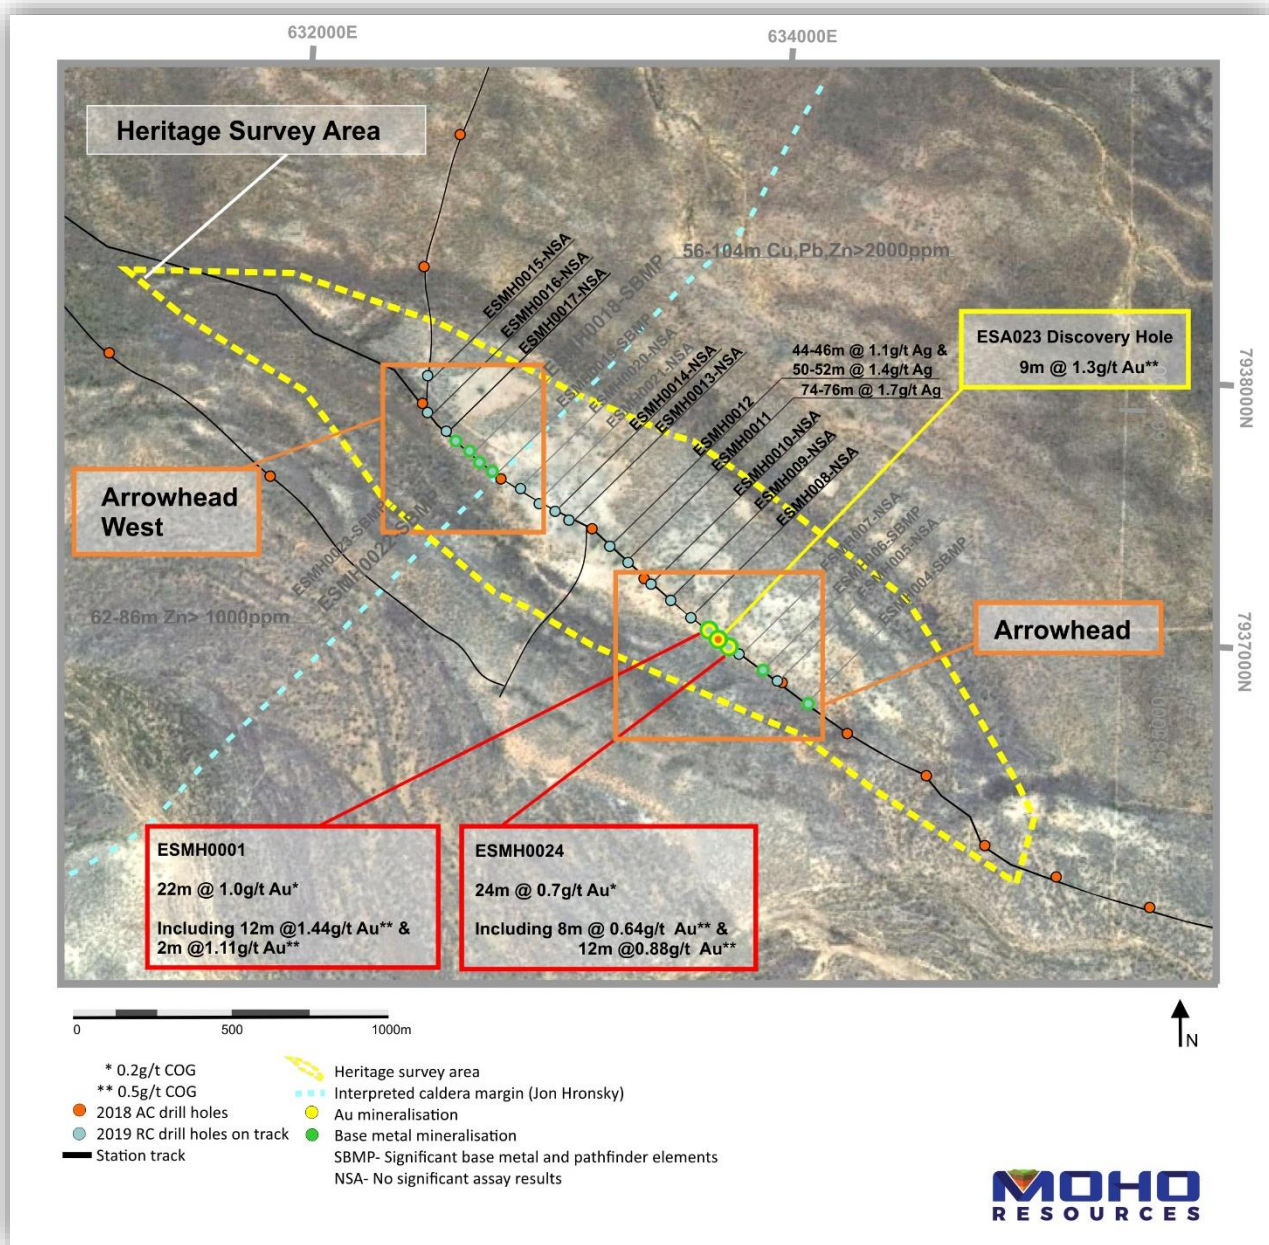 632000E
634000E
Heritage Survey Area
56-104m Cu,Pb,Zn>2000ppm
ESMH0015-NSA
ESMH0016-NSA
ESMH0017-NSA
ESMH0020-NSA
ESMH0014-NSA
ESMH0013-NSA
44-46m @ 1.1g/t Ag &
50-52m @ 1.4g/t Ag
74-76m @ 1.7g/t Ag
ESA023 Discovery Hole
9m @ 1.3g/t Au**
7938000N
ESMH0012
ESMH0011
ESMH0010-NSA
ESMH009-NSA
ESMH008-NSA
Arrowhead
West
ESMH0023-SBMP
62-86m Zn> 1000ppm
ESMH004-SBMP
Arrowhead
7937000N
ESMH0001
22m @ 1.0g/t Au*
Including 12m @1.44g/t Au** &
2m @1.11g/t Au**
ESMH0024
24m @ 0.7g/t Au*
Including 8m @ 0.64g/t Au** &
12m @0.88g/t Au**
0 500 1000m
N
* 0.2g/t COG
** 0.5g/t COG
2018 AC drill holes
2019 RC drill holes on track
Station track
Heritage survey area
Interpreted caldera margin (Jon Hronsky)
Au mineralisation
Base metal mineralisation
SBMP- Significant base metal and pathfinder elements
NSA- No significant assay results
MOHO
RESOURCES